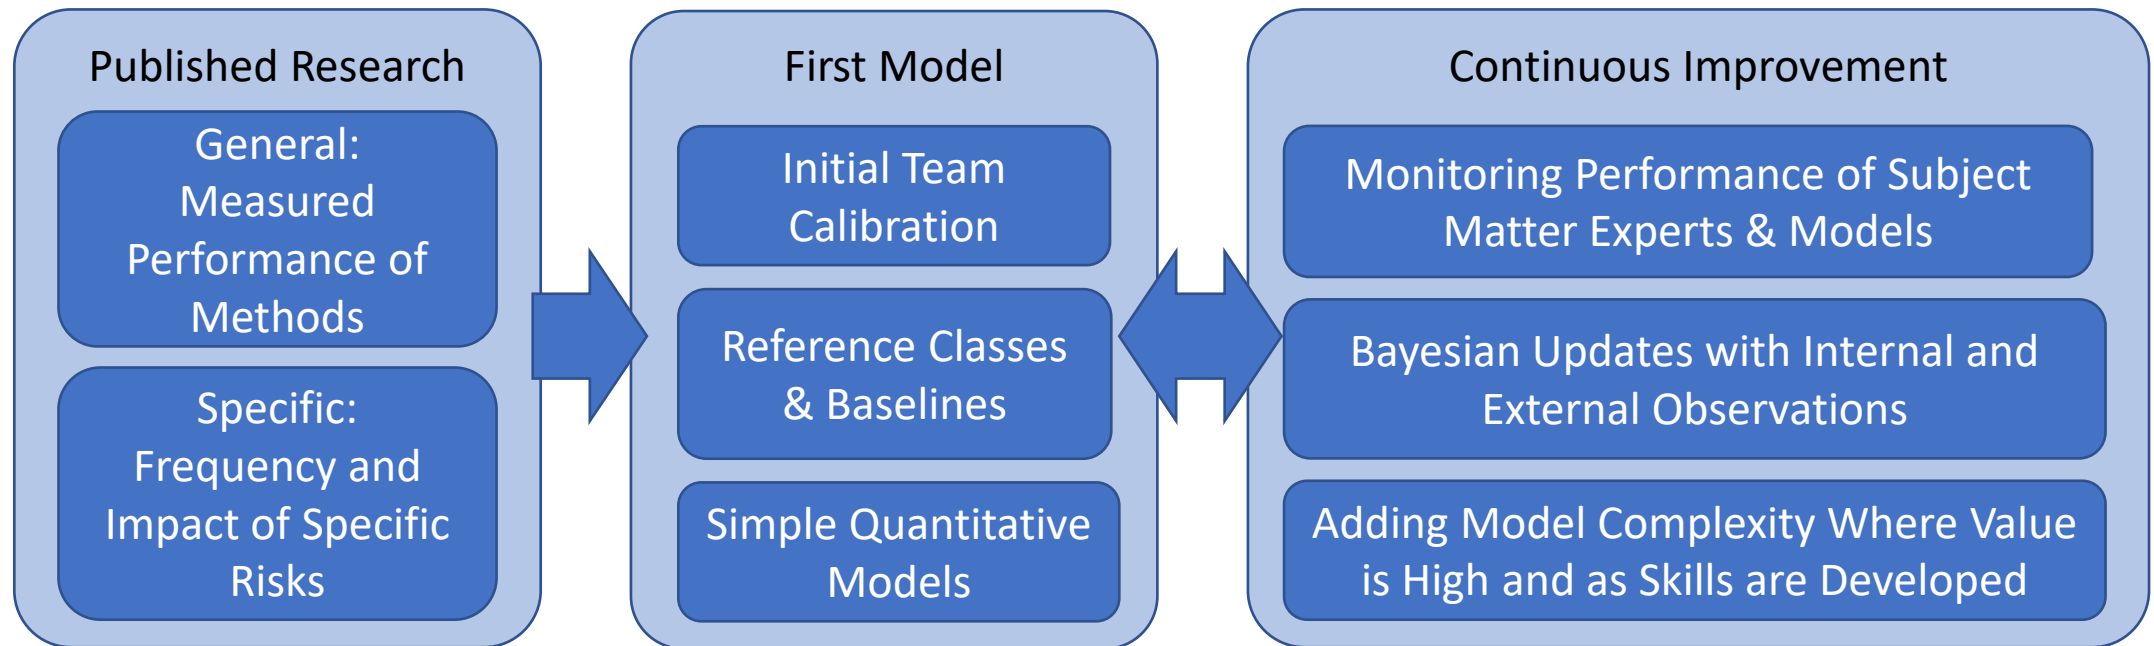 Published Research
General:
Measured
Performance of
Methods
Specific:
Frequency and
Impact of Specific
Risks
First Model
Initial Team
Calibration
Reference Classes
& Baselines
Simple Quantitative
Models
Continuous Improvement
Monitoring Performance of Subject
Matter Experts & Models
Bayesian Updates with Internal and
External Observations
Adding Model Complexity Where Value
is High and as Skills are Developed